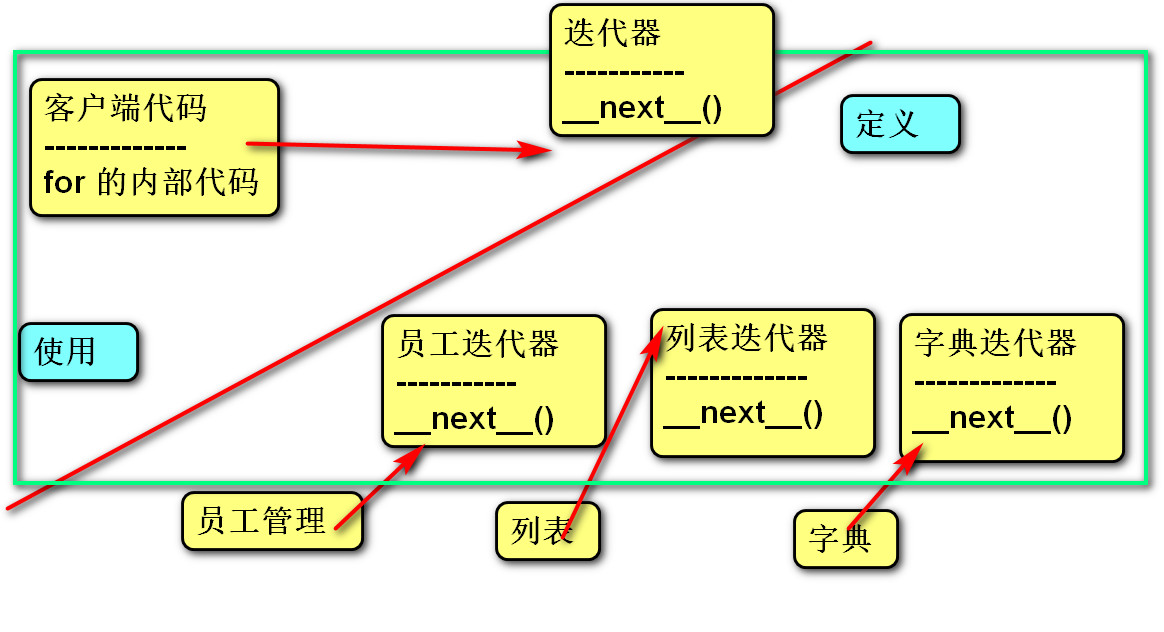 迭代器
-----------
__next__()
客户端代码
-------------
for 的内部代码
定义
使用
员工迭代器
-----------
__next__()
列表迭代器
-------------
__next__()
字典迭代器
-------------
__next__()
员工管理
列表
字典